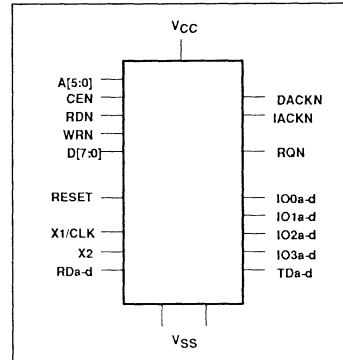 VCC
A[5:0]
CEN
RDN
WRN
D[7:0]
RESET
X1/CLK
X2
RDa-d
DACKN
IACKN
RQN
IO0a-d
IO1a-d
IO2a-d
IO3a-d
TDa-d
VSS